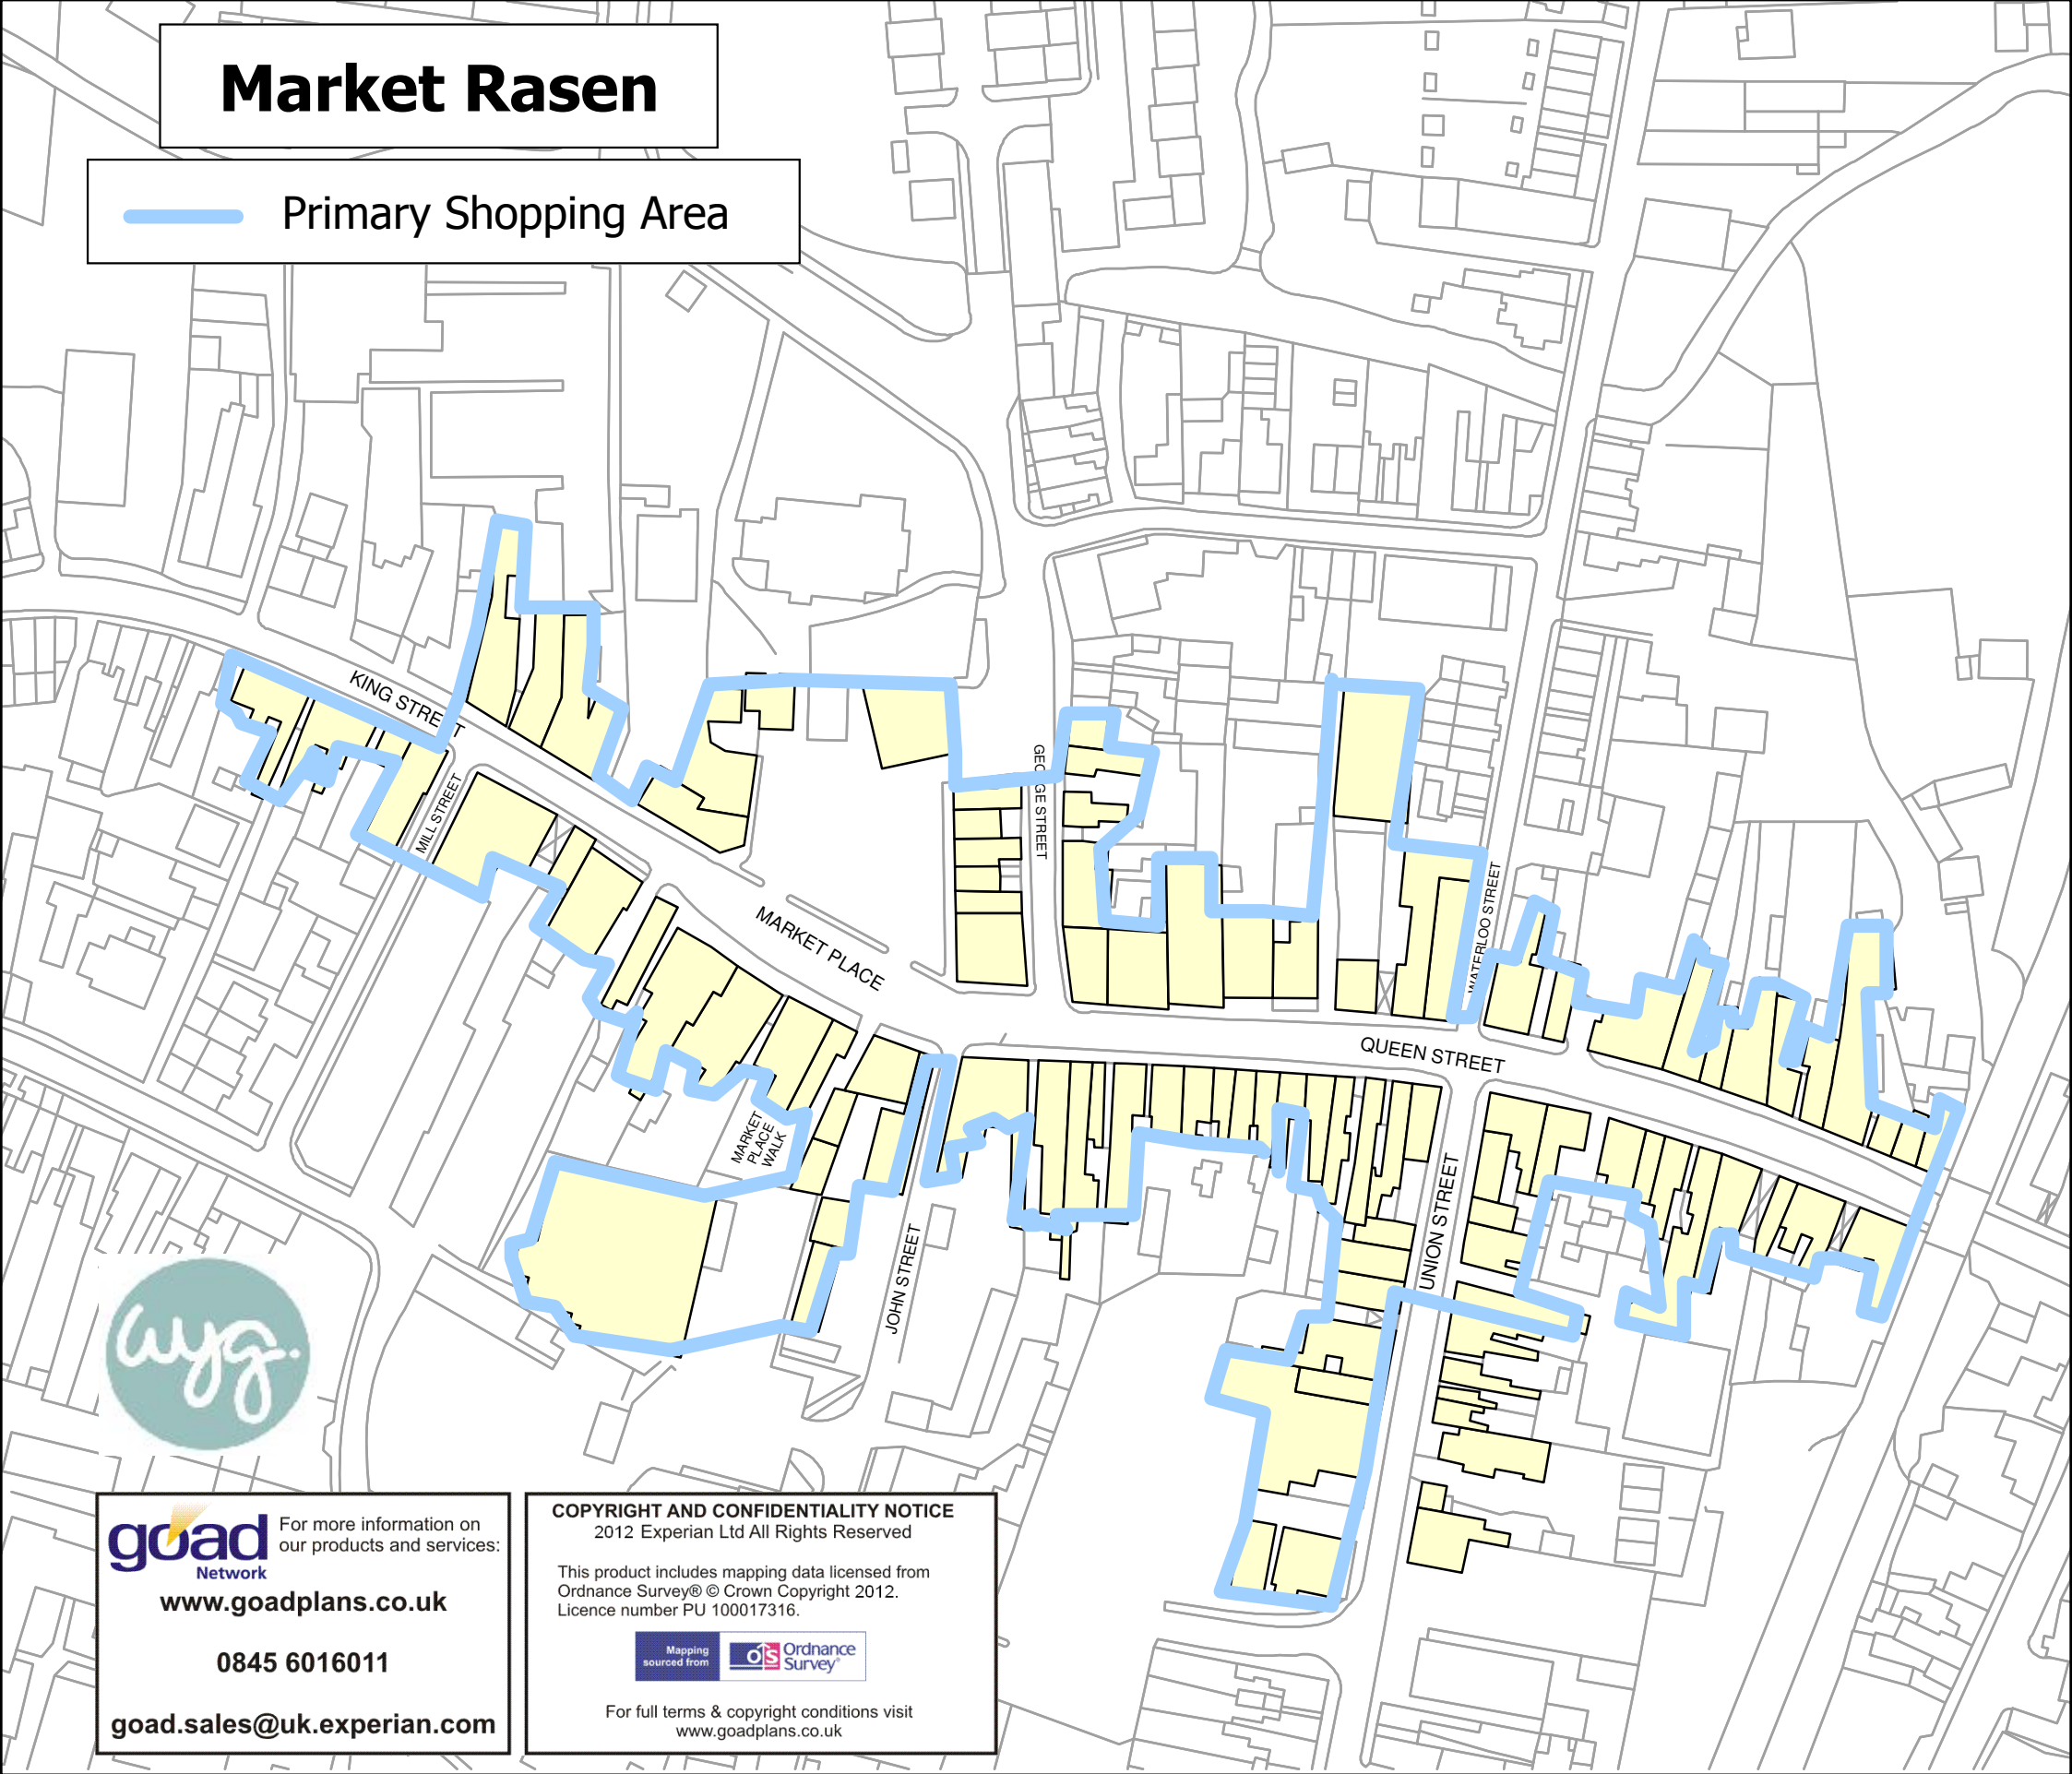 Market Rasen
Primary Shopping Area
KING STREET
MILL STREET
MARKET PLACE
GEORGE STREET
WATERLOO STREET
QUEEN STREET
MARKET
PLACE
WALK
JOHN STREET
UNION STREET
ayg.
goad
Network
For more information on
our products and services:
www.goadplans.co.uk
0845 6016011
goad.sales@uk.experian.com
COPYRIGHT AND CONFIDENTIALITY NOTICE
2012 Experian Ltd All Rights Reserved
This product includes mapping data licensed from
Ordnance Survey® © Crown Copyright 2012.
Licence number PU 100017316.
Mapping
sourced from
OS Ordnance
Survey®
For full terms & copyright conditions visit
www.goadplans.co.uk